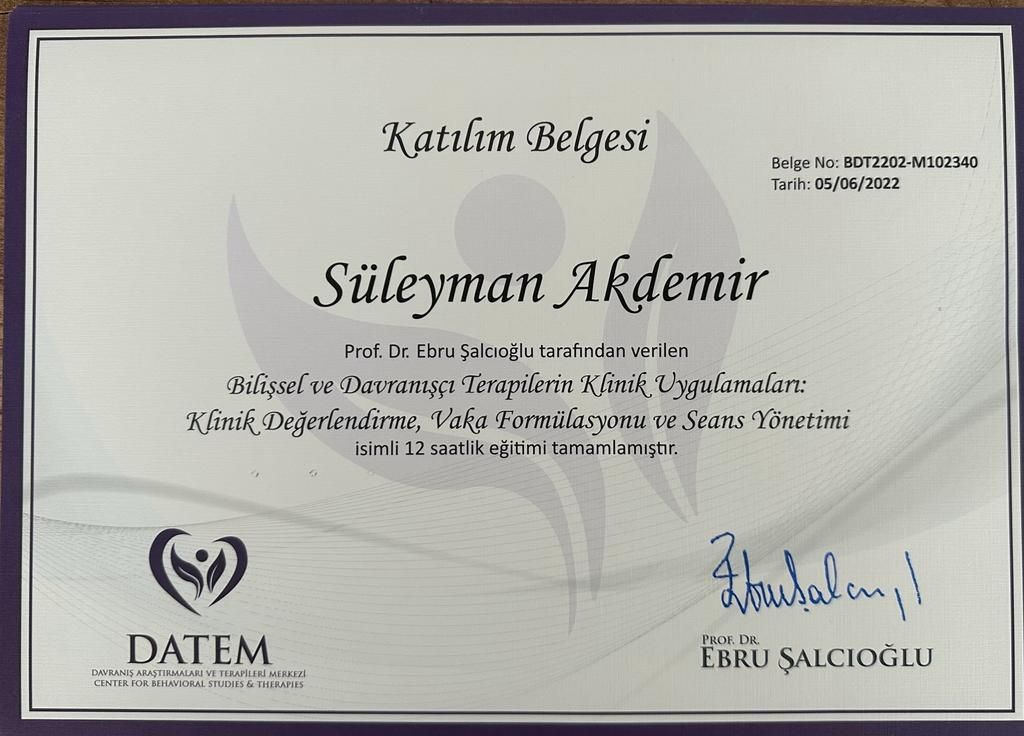 Katılım Belgesi
Belge No: BDT2202-M102340
Tarih: 05/06/2022
Süleyman Akdemir
Prof. Dr. Ebru Şalcıoğlu tarafından verilen
Bilişsel ve Davranışçı Terapilerin Klinik Uygulamaları:
Klinik Değerlendirme, Vaka Formülasyonu ve Seans Yönetimi
isimli 12 saatlik eğitimi tamamlamıştır.
DATEM
DAVRANIŞ ARAŞTIRMALARI VE TERAPİLERİ MERKEZİ
CENTER FOR BEHAVIORAL STUDIES & THERAPIES
Ebru Şalcıoğlu
PROF. DR.
EBRU ŞALCIOĞLU